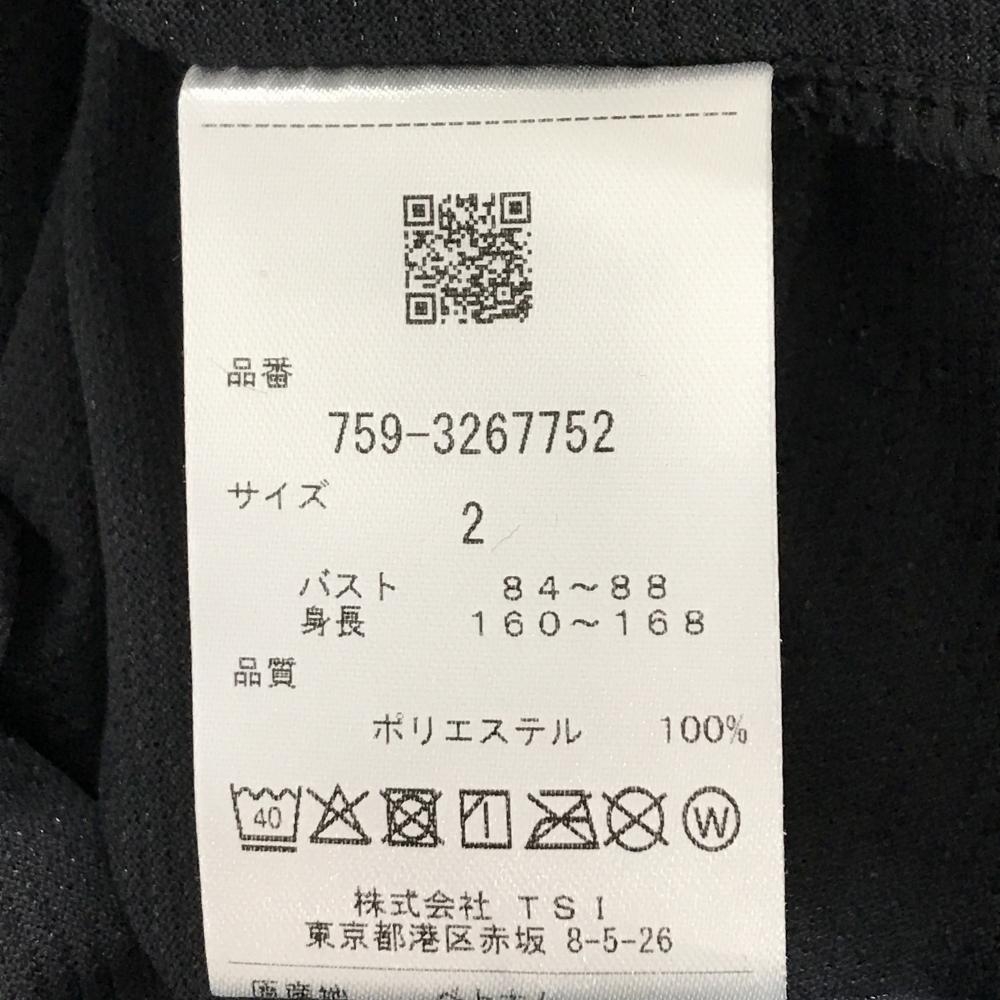 品番
759-3267752
サイズ
2
バスト 84~88
身長 160~168
品質
ポリエステル 100%
40
W
株式会社 TSI
東京都港区赤坂 8-5-26